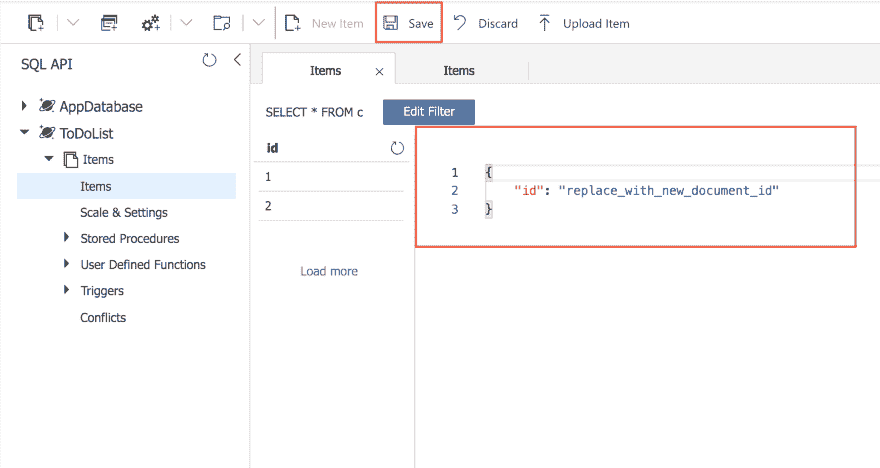 New Item Save Discard Upload Item
SQL API
Items Items
AppDatabase
ToDoList
Items
Items
Scale & Settings
Stored Procedures
User Defined Functions
Triggers
Conflicts
SELECT * FROM c Edit Filter
id
1
2
Load more
1 {
2 "id": "replace_with_new_document_id"
3 }